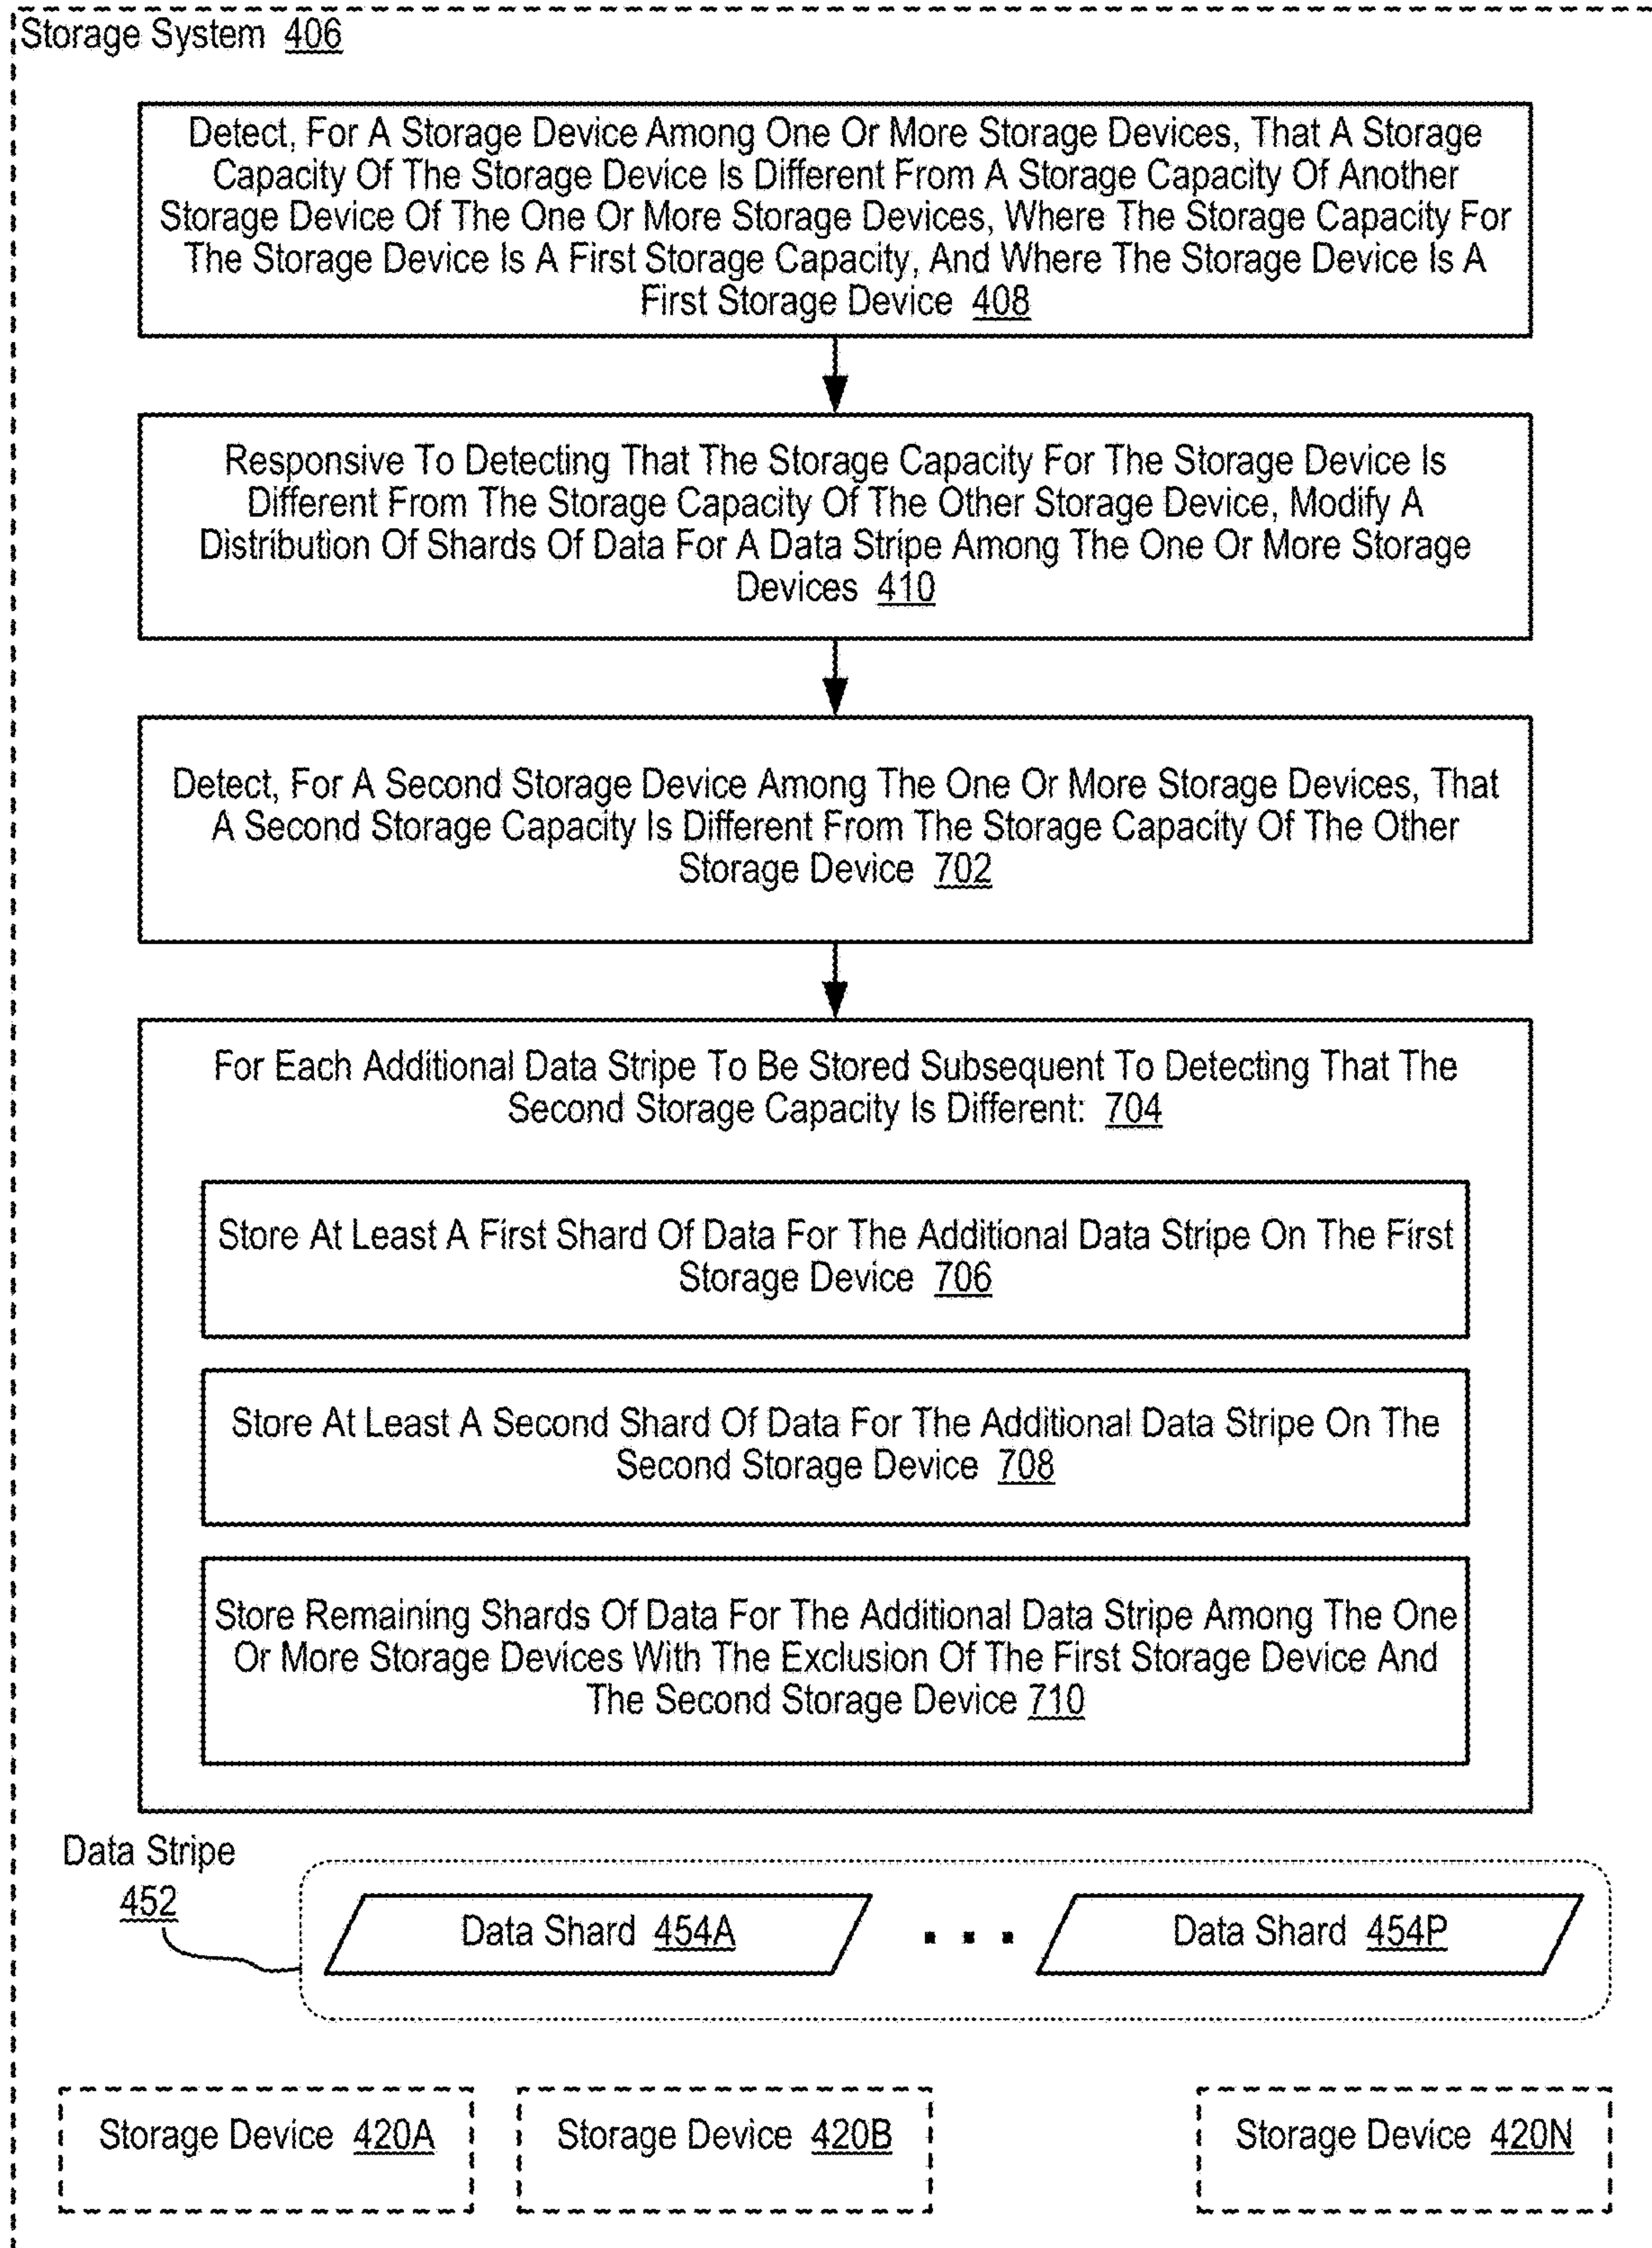 Storage System 406
Detect, For A Storage Device Among One Or More Storage Devices, That A Storage
Capacity Of The Storage Device Is Different From A Storage Capacity Of Another
Storage Device Of The One Or More Storage Devices, Where The Storage Capacity For
The Storage Device Is A First Storage Capacity, And Where The Storage Device Is A
First Storage Device 408
Responsive To Detecting That The Storage Capacity For The Storage Device Is
Different From The Storage Capacity Of The Other Storage Device, Modify A
Distribution Of Shards Of Data For A Data Stripe Among The One Or More Storage
Devices 410
Detect, For A Second Storage Device Among The One Or More Storage Devices, That
A Second Storage Capacity Is Different From The Storage Capacity Of The Other
Storage Device 702
For Each Additional Data Stripe To Be Stored Subsequent To Detecting That The
Second Storage Capacity Is Different: 704
Store At Least A First Shard Of Data For The Additional Data Stripe On The First
Storage Device 706
Store At Least A Second Shard Of Data For The Additional Data Stripe On The
Second Storage Device 708
Store Remaining Shards Of Data For The Additional Data Stripe Among The One
Or More Storage Devices With The Exclusion Of The First Storage Device And
The Second Storage Device 710
Data Stripe
452
Data Shard 454A
Data Shard 454P
Storage Device 420A
Storage Device 420B
Storage Device 420N